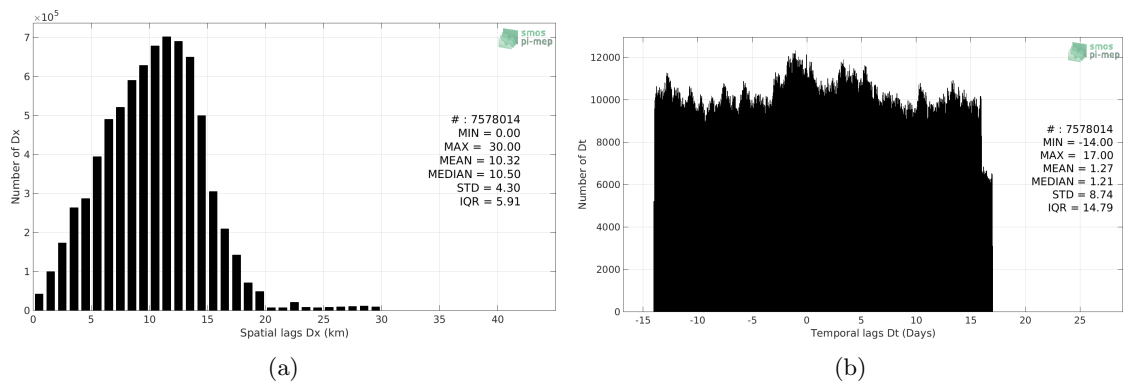 ×10⁵
7
6
5
4
3
2
1
0
Number of Dx
smos
pi-mep
# : 7578014
MIN = 0.00
MAX = 30.00
MEAN = 10.32
MEDIAN = 10.50
STD = 4.30
IQR = 5.91
0 5 10 15 20 25 30 35 40
Spatial lags Dx (km)
(a)
12000
10000
8000
6000
4000
2000
0
Number of Dt
smos
pi-mep
# : 7578014
MIN = -14.00
MAX = 17.00
MEAN = 1.27
MEDIAN = 1.21
STD = 8.74
IQR = 14.79
-15 -10 -5 0 5 10 15 20 25
Temporal lags Dt (Days)
(b)